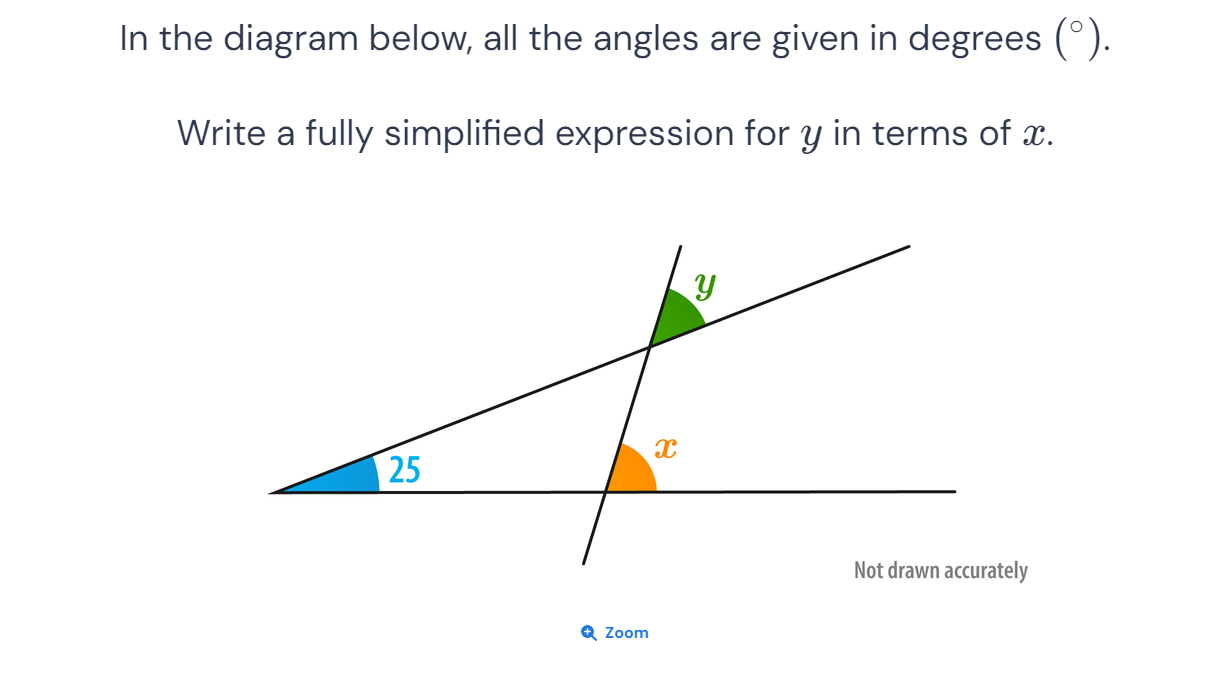 In the diagram below, all the angles are given in degrees (°).
Write a fully simplified expression for y in terms of x.
y
x
25
Not drawn accurately
Zoom